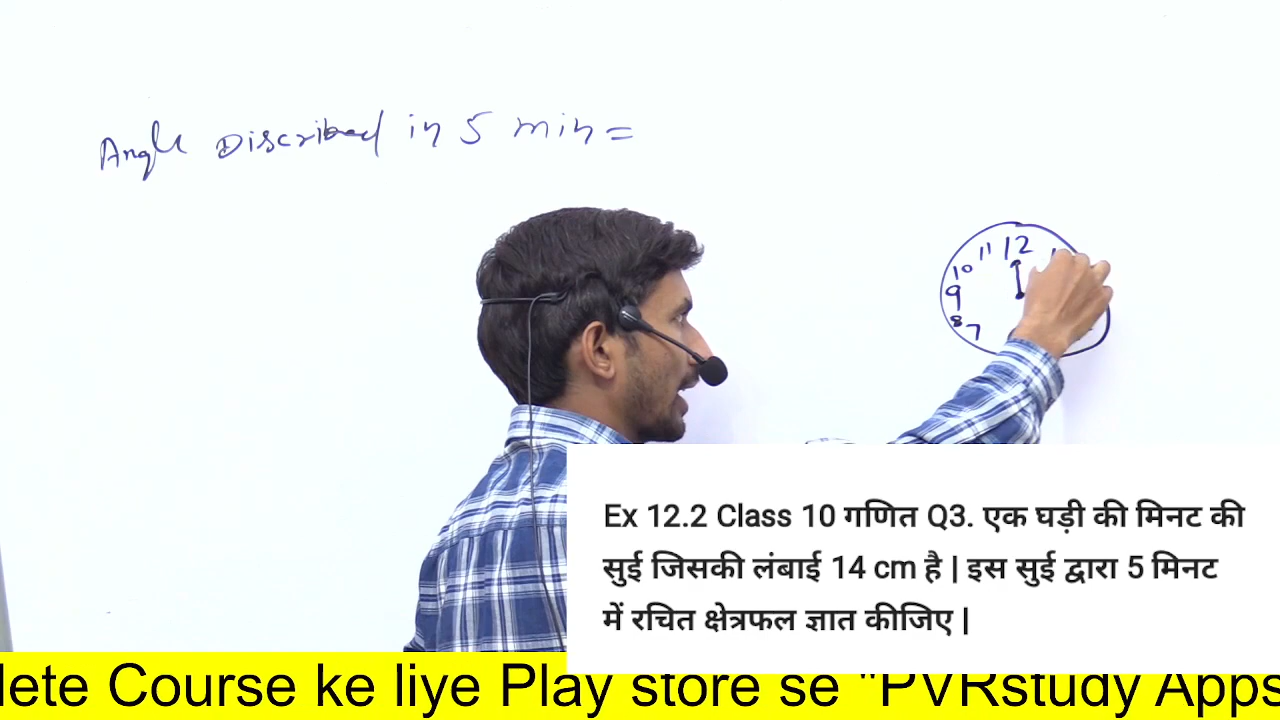 Angle Discribed in 5 min =
11 12 1
10
9
8
7
Ex 12.2 Class 10 गणित Q3. एक घड़ी की मिनट की
सुई जिसकी लंबाई 14 cm है | इस सुई द्वारा 5 मिनट
में रचित क्षेत्रफल ज्ञात कीजिए |
lete Course ke liye Play store se "PVRstudy Apps